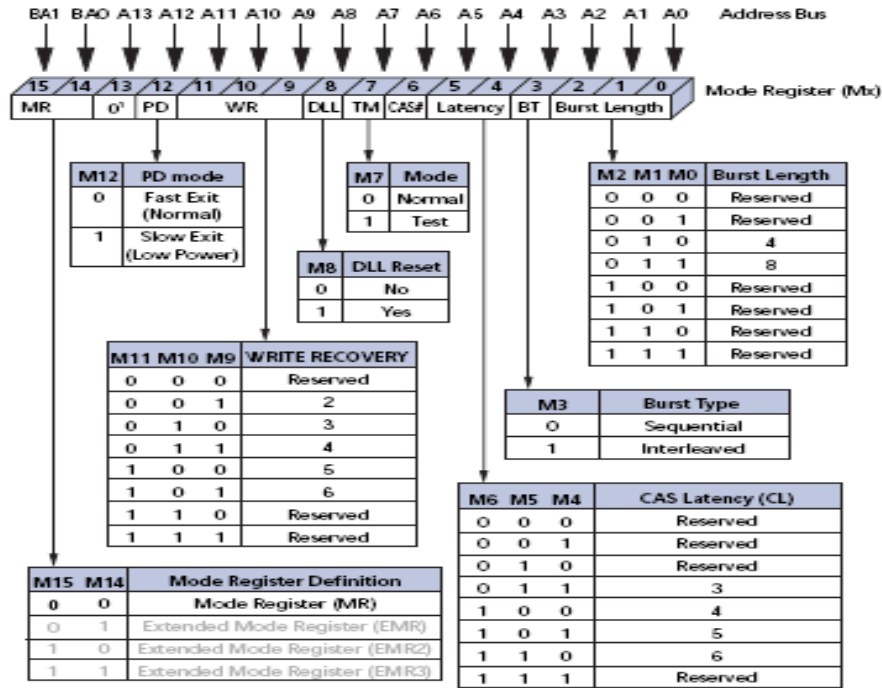 BA1 BA0 A13 A12 A11 A10 A9 A8 A7 A6 A5 A4 A3 A2 A1 A0 Address Bus
15 14 13 12 11 10 9 8 7 6 5 4 3 2 1 0 Mode Register (Mx)
MR 0¹ PD WR DLL TM CAS# Latency BT Burst Length
M12 PD mode
0 Fast Exit
(Normal)
1 Slow Exit
(Low Power)
M7 Mode
0 Normal
1 Test
M2 M1 M0 Burst Length
0 0 0 Reserved
0 0 1 Reserved
0 1 0 4
0 1 1 8
1 0 0 Reserved
1 0 1 Reserved
1 1 0 Reserved
1 1 1 Reserved
M8 DLL Reset
0 No
1 Yes
M11 M10 M9 WRITE RECOVERY
0 0 0 Reserved
0 0 1 2
0 1 0 3
0 1 1 4
1 0 0 5
1 0 1 6
1 1 0 Reserved
1 1 1 Reserved
M3 Burst Type
0 Sequential
1 Interleaved
M6 M5 M4 CAS Latency (CL)
0 0 0 Reserved
0 0 1 Reserved
0 1 0 Reserved
0 1 1 3
1 0 0 4
1 0 1 5
1 1 0 6
1 1 1 Reserved
M15 M14 Mode Register Definition
0 0 Mode Register (MR)
0 1 Extended Mode Register (EMR)
1 0 Extended Mode Register (EMR2)
1 1 Extended Mode Register (EMR3)